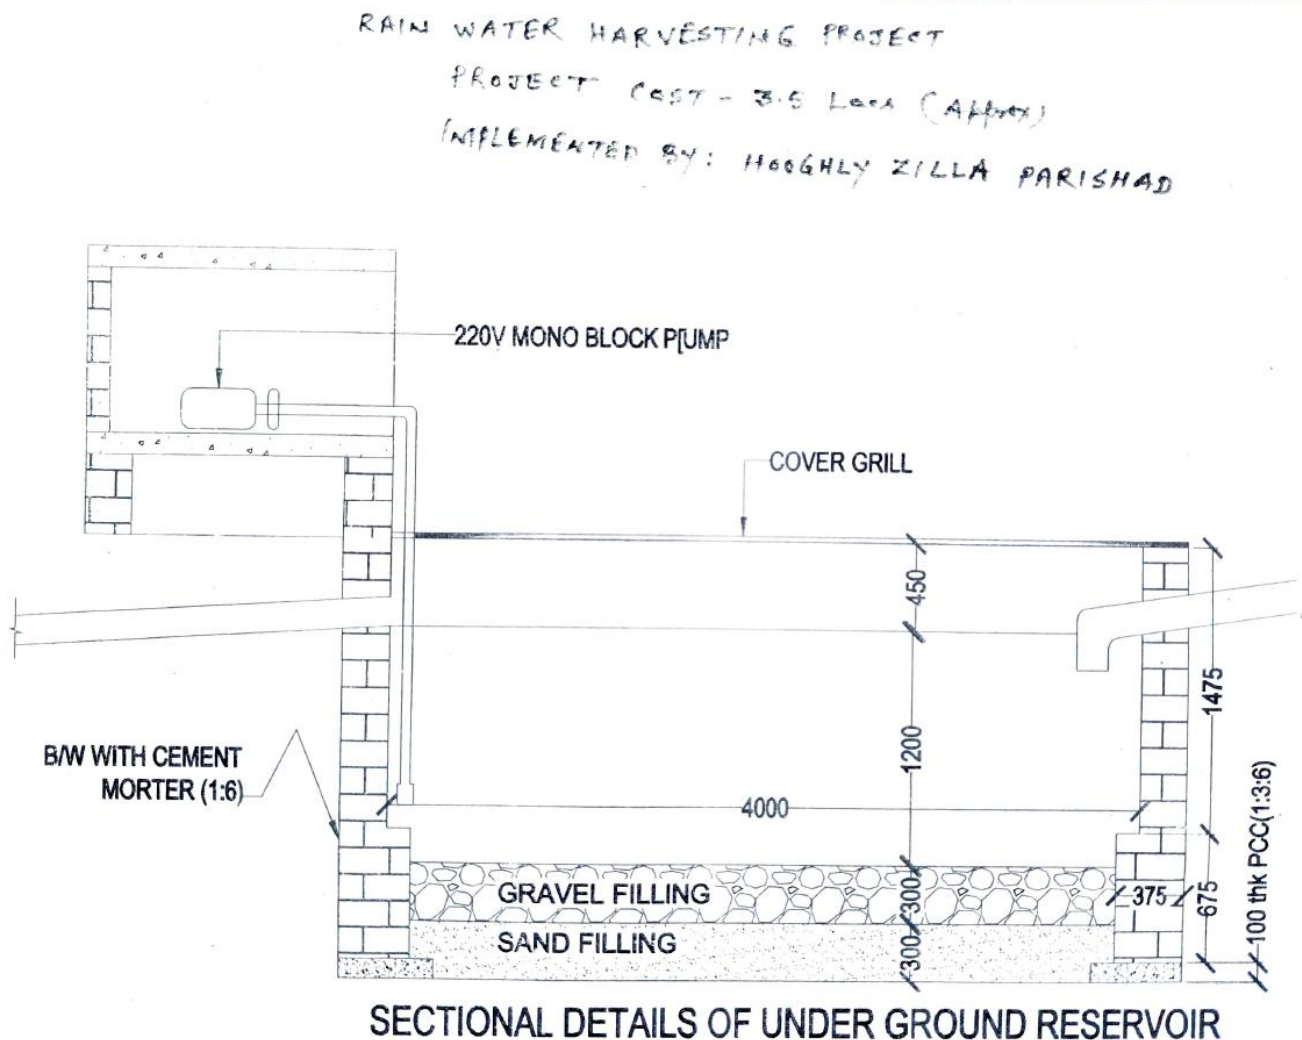 RAIN WATER HARVESTING PROJECT
PROJECT COST - 3.5 Lacs (Approx)
IMPLEMENTED BY: HOOGHLY ZILLA PARISHAD
220V MONO BLOCK P[UMP
COVER GRILL
450
1475
B/W WITH CEMENT
MORTER (1:6)
1200
4000
100 thk PCC(1:3:6)
GRAVEL FILLING
300
375
675
SAND FILLING
300
SECTIONAL DETAILS OF UNDER GROUND RESERVOIR